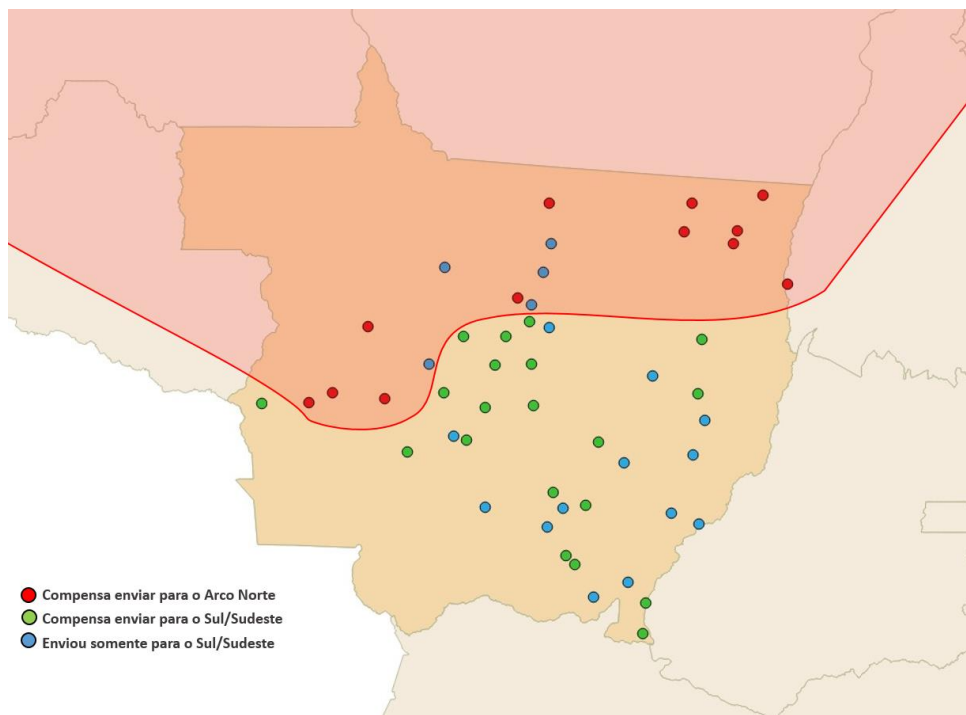 Compensa enviar para o Arco Norte
Compensa enviar para o Sul/Sudeste
Enviou somente para o Sul/Sudeste